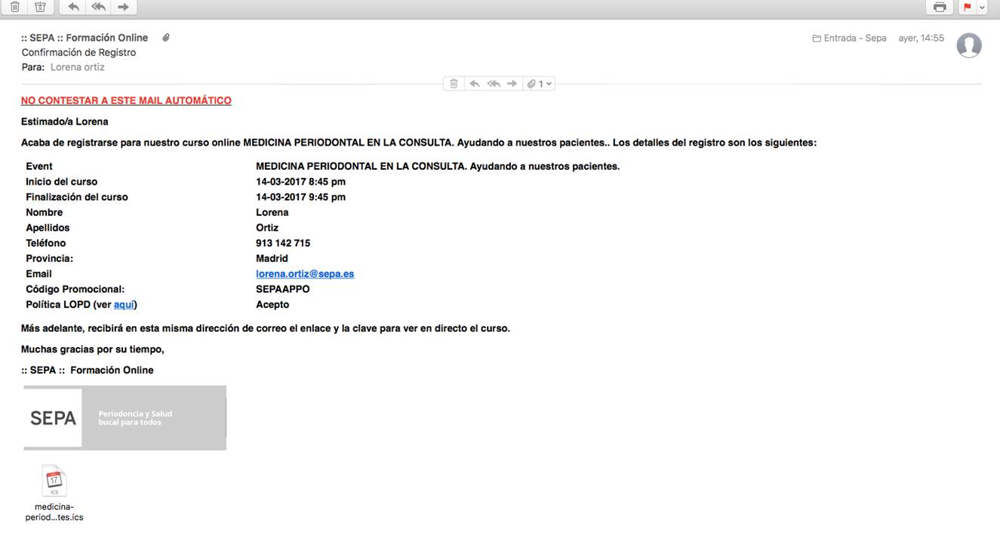 :: SEPA :: Formación Online
Entrada - Sepa ayer, 14:55
Confirmación de Registro
Para: Lorena ortiz
1
NO CONTESTAR A ESTE MAIL AUTOMÁTICO
Estimado/a Lorena
Acaba de registrarse para nuestro curso online MEDICINA PERIODONTAL EN LA CONSULTA. Ayudando a nuestros pacientes.. Los detalles del registro son los siguientes:
Event MEDICINA PERIODONTAL EN LA CONSULTA. Ayudando a nuestros pacientes.
Inicio del curso 14-03-2017 8:45 pm
Finalización del curso 14-03-2017 9:45 pm
Nombre Lorena
Apellidos Ortiz
Teléfono 913 142 715
Provincia: Madrid
Email lorena.ortiz@sepa.es
Código Promocional: SEPAAPPO
Política LOPD (ver aquí) Acepto
Más adelante, recibirá en esta misma dirección de correo el enlace y la clave para ver en directo el curso.
Muchas gracias por su tiempo,
:: SEPA :: Formación Online
SEPA
Periodoncia y Salud
bucal para todos
17
ICS
medicina-
period...tes.ics